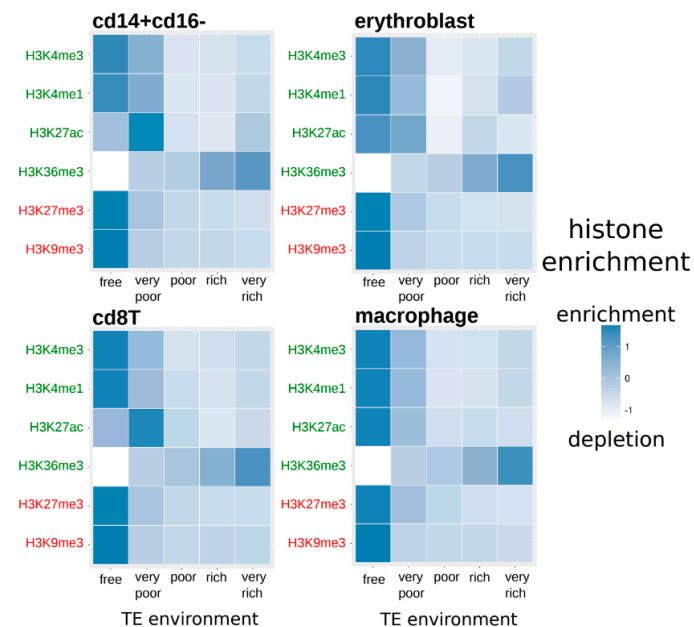 cd14+cd16-
H3K4me3
H3K4me1
H3K27ac
H3K36me3
H3K27me3
H3K9me3
free very poor poor rich very rich
erythroblast
H3K4me3
H3K4me1
H3K27ac
H3K36me3
H3K27me3
H3K9me3
free very poor poor rich very rich
cd8T
H3K4me3
H3K4me1
H3K27ac
H3K36me3
H3K27me3
H3K9me3
free very poor poor rich very rich
TE environment
macrophage
H3K4me3
H3K4me1
H3K27ac
H3K36me3
H3K27me3
H3K9me3
free very poor poor rich very rich
TE environment
histone
enrichment
enrichment
1
0
-1
depletion